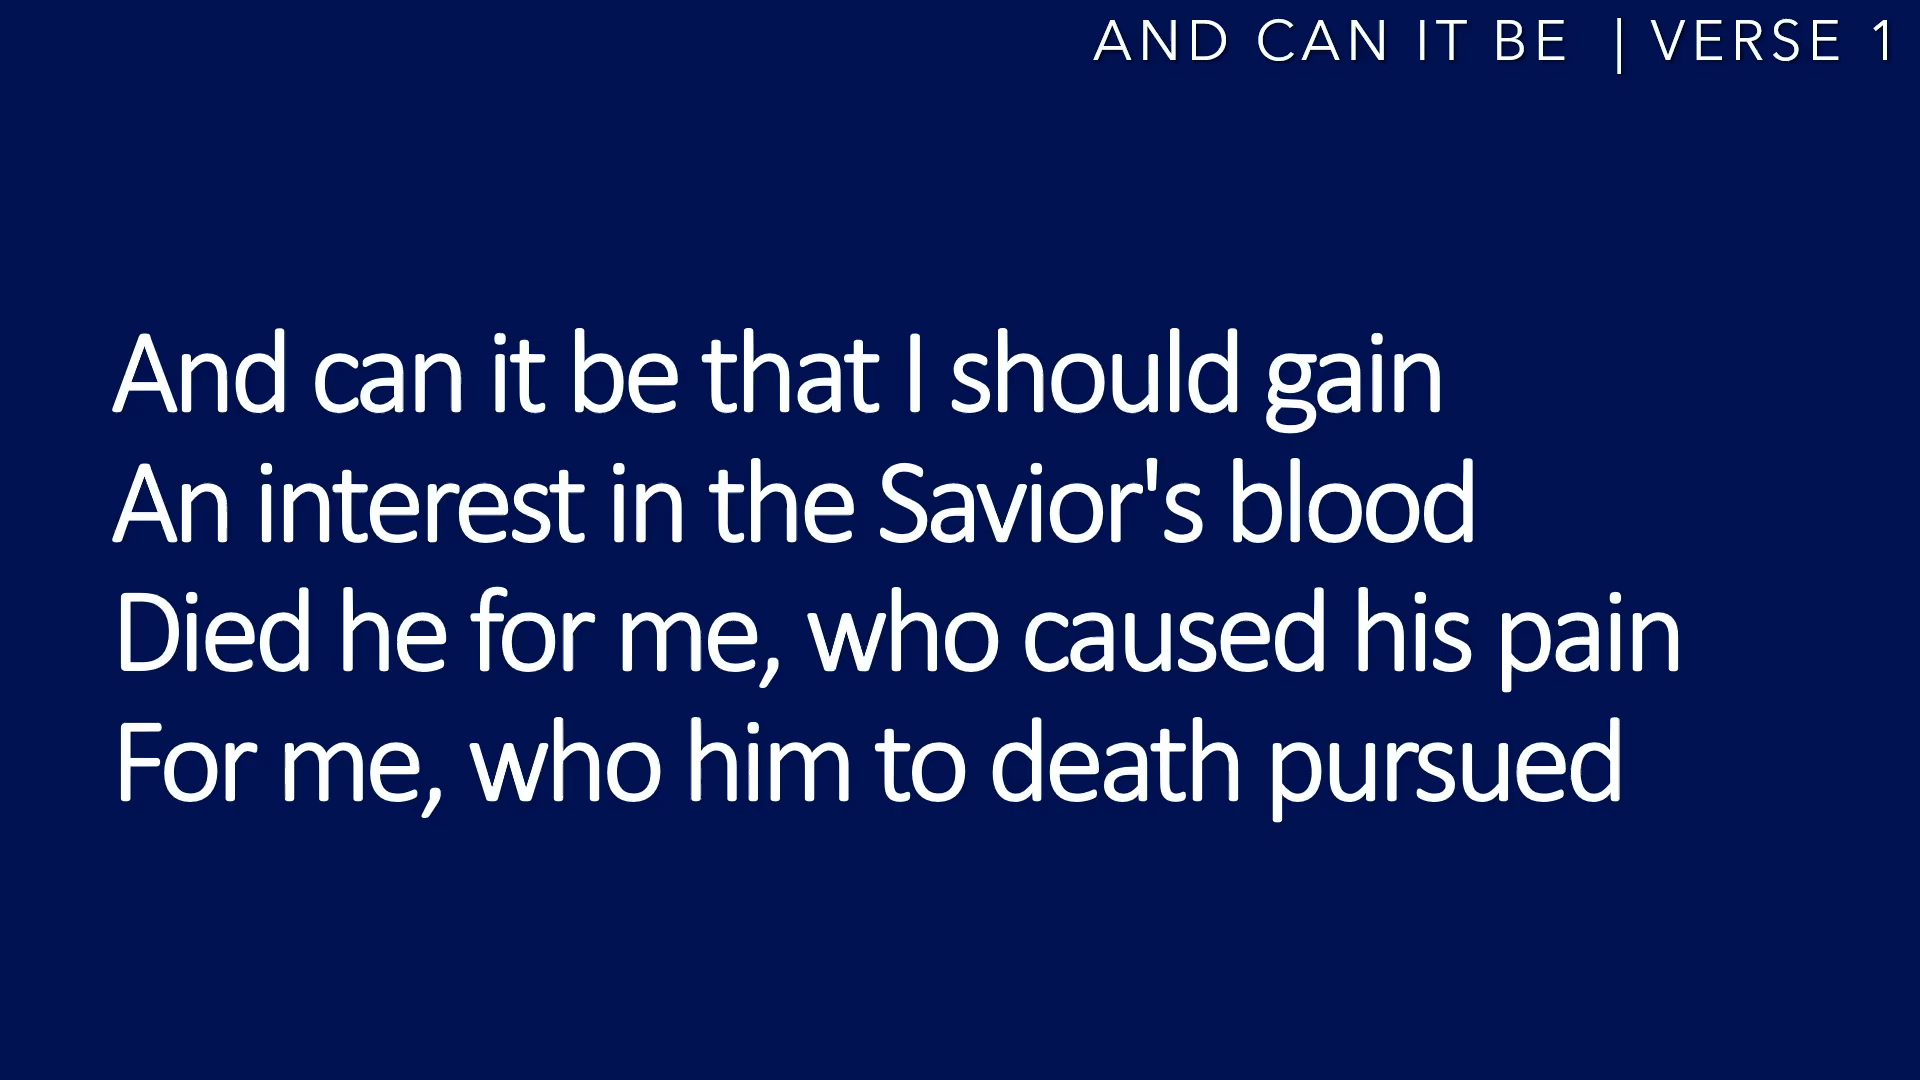 AND CAN IT BE | VERSE 1
And can it be that I should gain
An interest in the Savior's blood
Died he for me, who caused his pain
For me, who him to death pursued